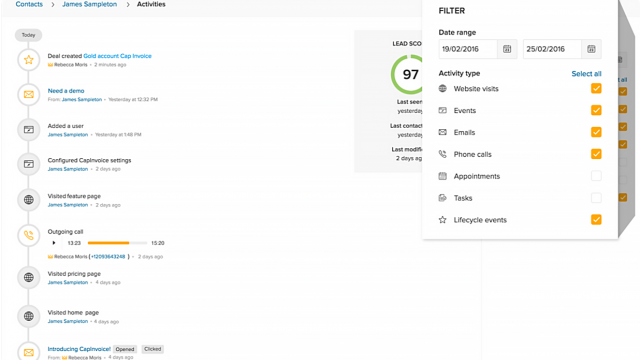 Contacts > James Sampleton > Activities
Today
Deal created Gold account Cap Invoice
Rebecca Moris • 2 minutes ago
Need a demo
From: James Sampleton • Yesterday at 12:32 PM
Added a user
James Sampleton • Yesterday at 1:48 PM
Configured CapInvoice settings
James Sampleton • 2 days ago
Visited feature page
James Sampleton • 2 days ago
Outgoing call
13:23 15:20
Rebecca Moris ( +12093643248 ) • 2 days ago
Visited pricing page
James Sampleton • 4 days ago
Visited home page
James Sampleton • 4 days ago
Introducing CapInvoice! Opened Clicked
From: Rebecca Moris • 4 days ago
LEAD SCO
97
Last seen
yesterday
Last contac
yesterday
Last modifi
2 days ago
FILTER
Date range
19/02/2016 25/02/2016
Activity type Select all
Website visits
Events
Emails
Phone calls
Appointments
Tasks
Lifecycle events
all